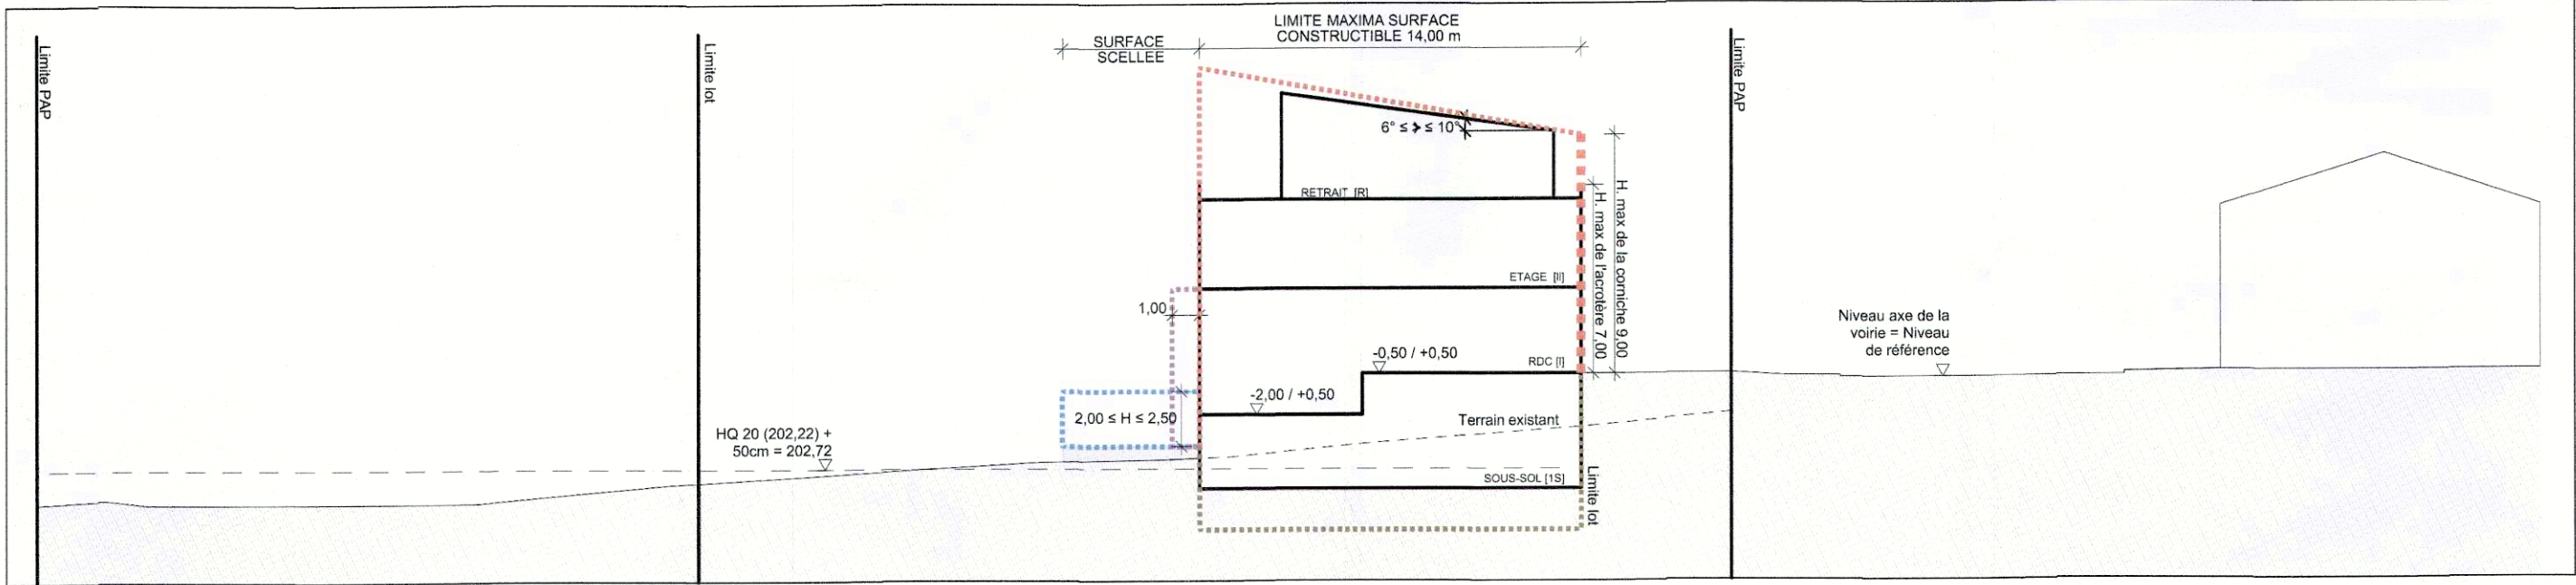 Limite PAP
Limite lot
SURFACE
SCELLEE
LIMITE MAXIMA SURFACE
CONSTRUCTIBLE 14,00 m
Limite PAP
6° ≤ ≤ 10°
RETRAIT [R]
H. max de l'acrotère 7,00
H. max de la corniche 9,00
ETAGE [II]
1,00
-0,50 / +0,50
RDC [I]
-2,00 / +0,50
2,00 ≤ H ≤ 2,50
Terrain existant
HQ 20 (202,22) +
50cm = 202,72
SOUS-SOL [1S]
Limite lot
Niveau axe de la
voirie = Niveau
de référence